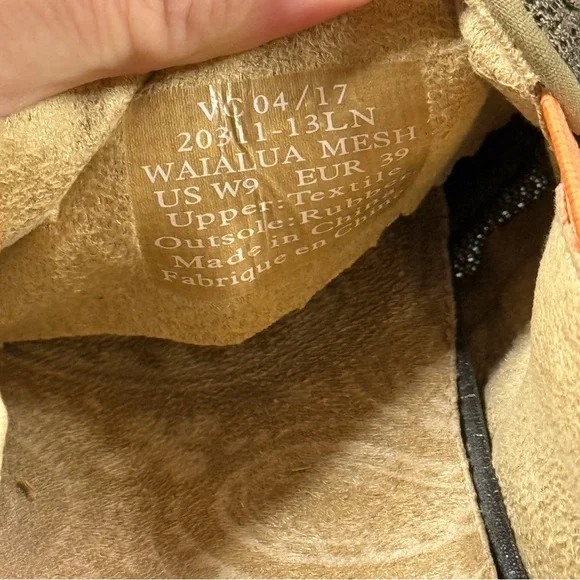 VC 04/17
20311-13LN
WAIALUA MESH
US W9 EUR 39
Upper: Textile
Outsole: Rubber
Made in China
Fabrique en Chine